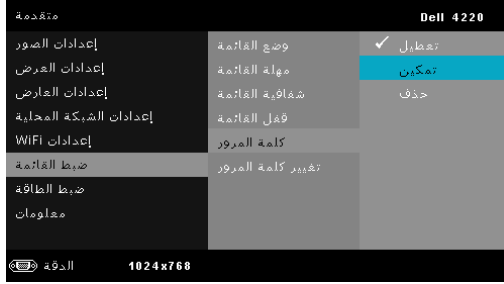 متقدمة
Dell 4220
إعدادات الصور
إعدادات العرض
إعدادات العارض
إعدادات الشبكة المحلية
إعدادات WiFi
ضبط القائمة
ضبط الطاقة
معلومات
وضع القائمة
مهلة القائمة
شفافية القائمة
قفل القائمة
كلمة المرور
تغيير كلمة المرور
تعطيل
تمكين
حذف
الدقة
1024x768